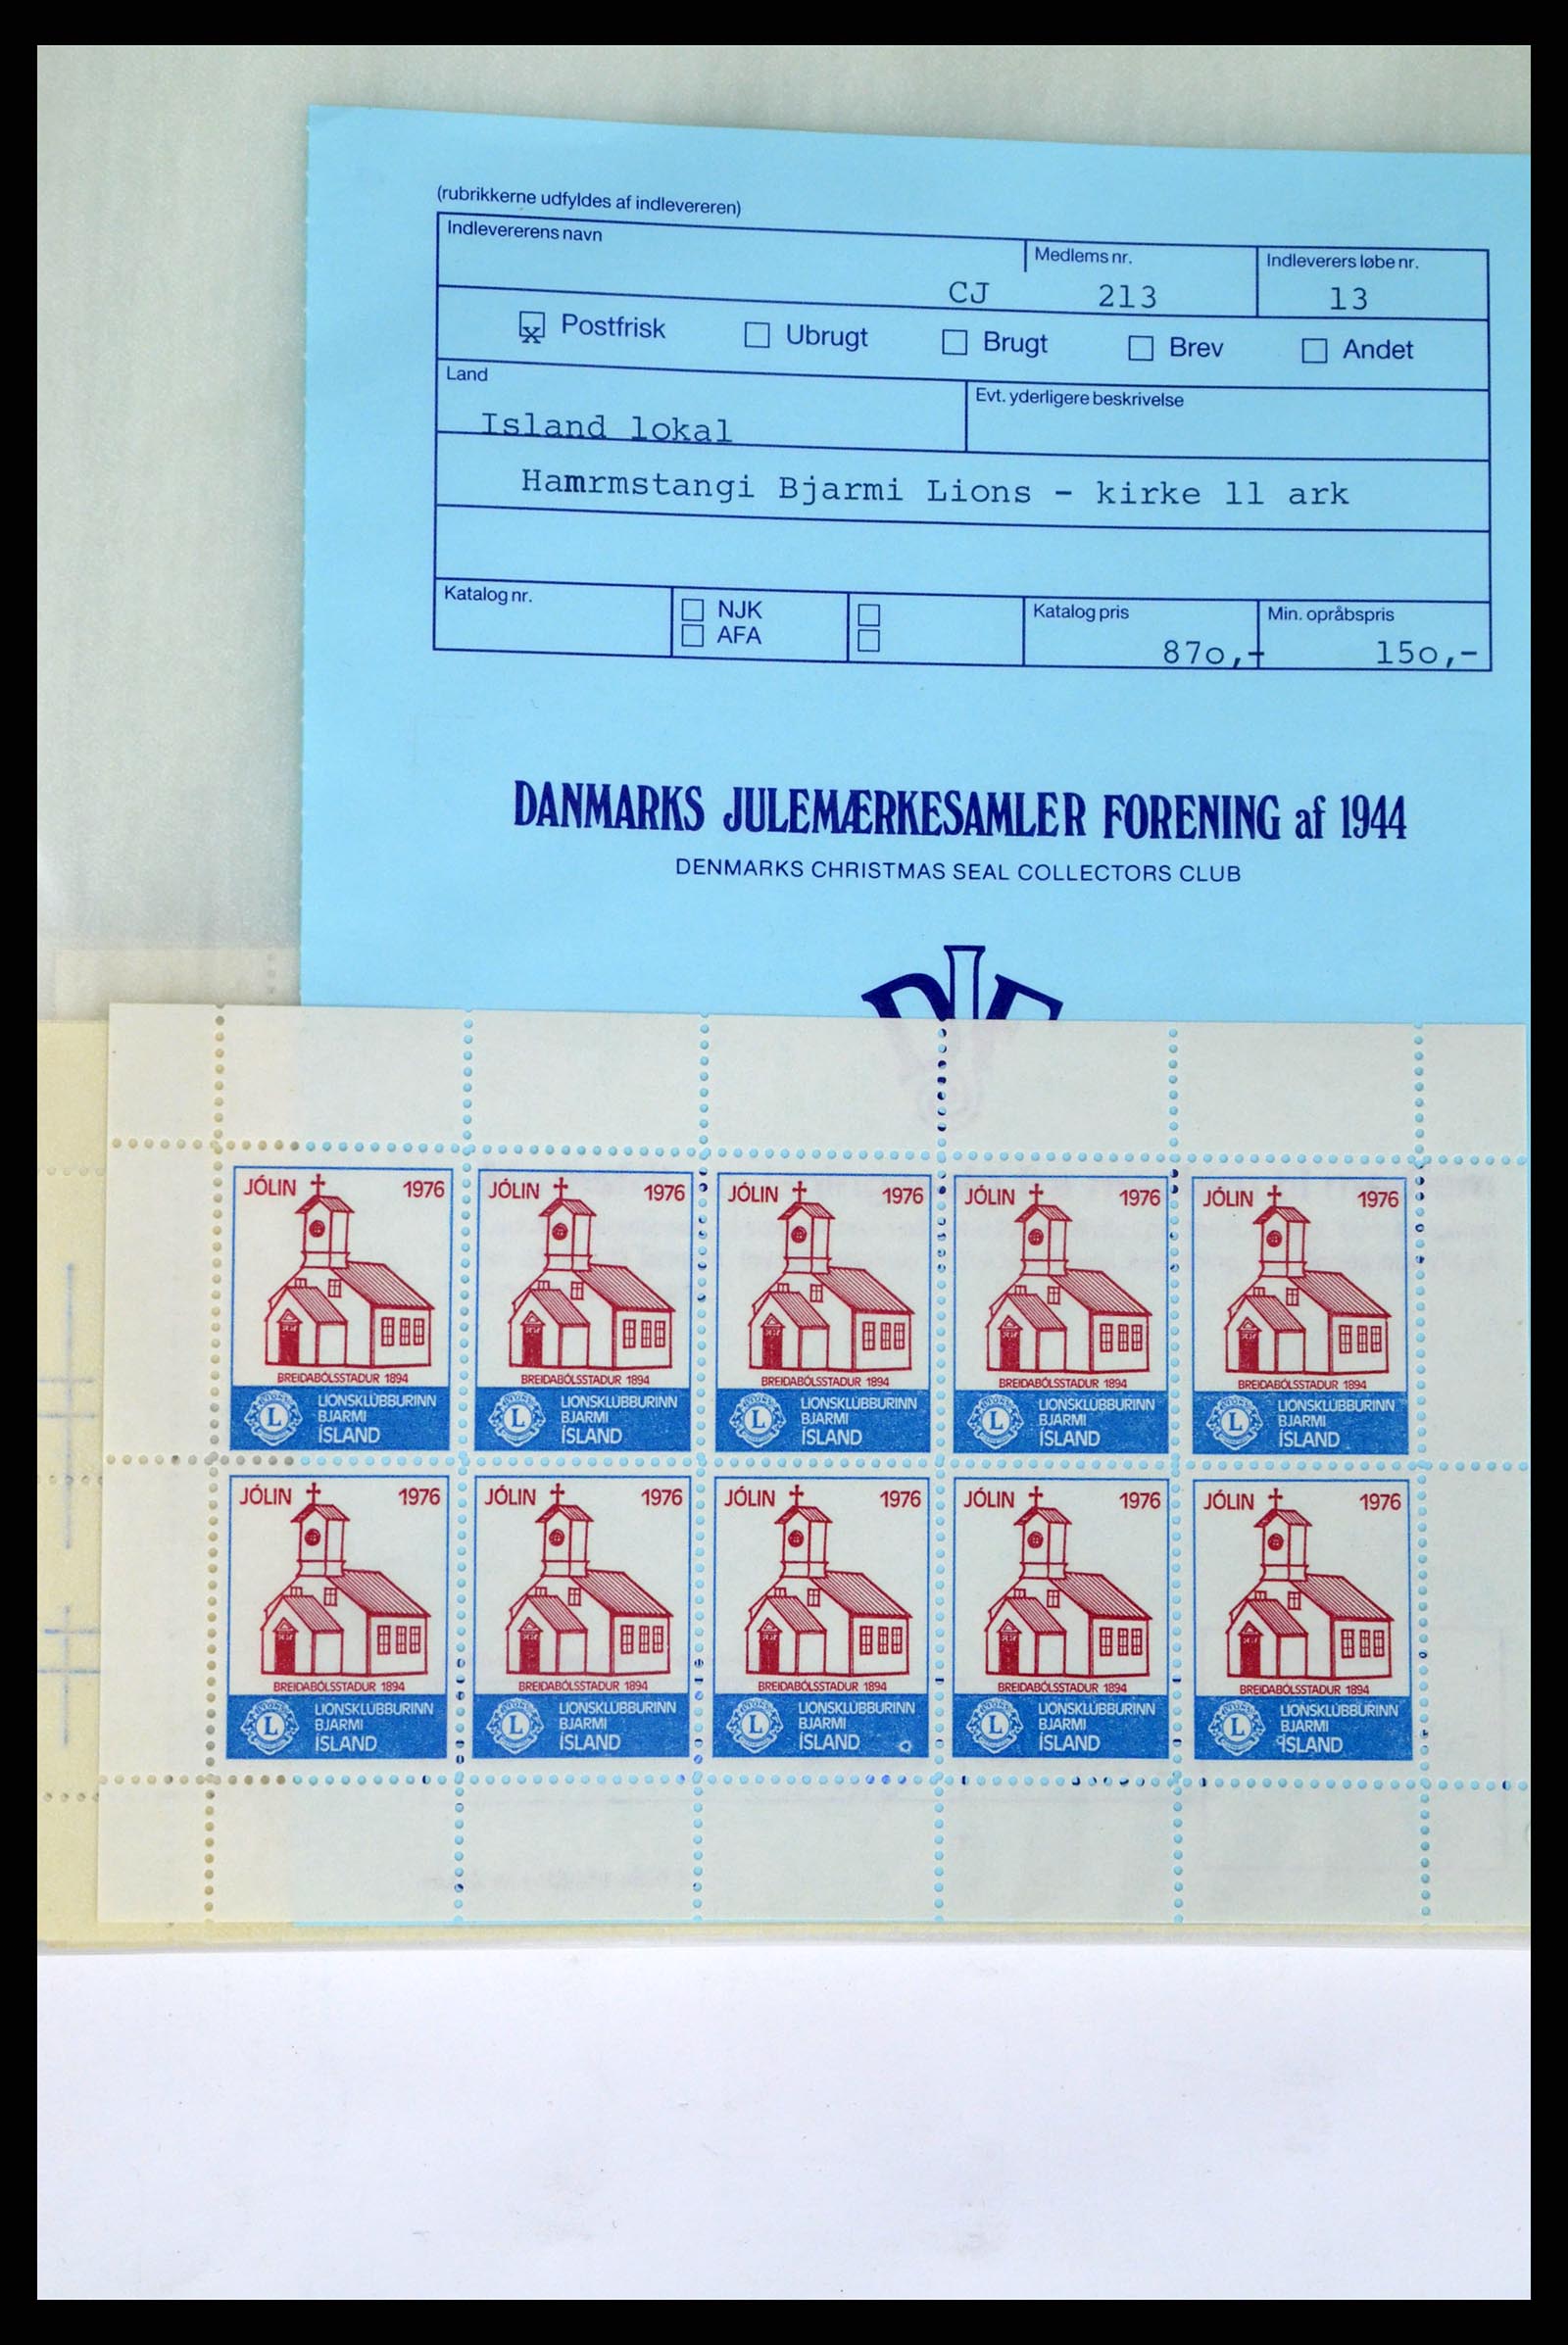 (rubrikkerne udfyldes af indlevereren)
Indlevererens navn
Medlems nr.
Indleverers løbe nr.
CJ 213 13
x Postfrisk Ubrugt Brugt Brev Andet
Land
Evt. yderligere beskrivelse
Island lokal
Hamrmstangi Bjarmi Lions - kirke 11 ark
Katalog nr.
NJK
AFA
Katalog pris
Min. opråbspris
870,- 150,-
DANMARKS JULEMÆRKESAMLER FORENING af 1944
DENMARKS CHRISTMAS SEAL COLLECTORS CLUB
JÓLIN 1976 JÓLIN 1976 JÓLIN 1976 JÓLIN 1976 JÓLIN 1976
BREIDABÓLSSTADUR 1894 BREIDABÓLSSTADUR 1894 BREIDABÓLSSTADUR 1894 BREIDABÓLSSTADUR 1894 BREIDABÓLSSTADUR 1894
LIONSKLÚBBURINN LIONSKLÚBBURINN LIONSKLÚBBURINN LIONSKLÚBBURINN LIONSKLÚBBURINN
L BJARMI L BJARMI L BJARMI L BJARMI L BJARMI
ÍSLAND ÍSLAND ÍSLAND ÍSLAND ÍSLAND
JÓLIN 1976 JÓLIN 1976 JÓLIN 1976 JÓLIN 1976 JÓLIN 1976
BREIDABÓLSSTADUR 1894 BREIDABÓLSSTADUR 1894 BREIDABÓLSSTADUR 1894 BREIDABÓLSSTADUR 1894 BREIDABÓLSSTADUR 1894
LIONSKLÚBBURINN LIONSKLÚBBURINN LIONSKLÚBBURINN LIONSKLÚBBURINN LIONSKLÚBBURINN
L BJARMI L BJARMI L BJARMI L BJARMI L BJARMI
ÍSLAND ÍSLAND ÍSLAND ÍSLAND ÍSLAND